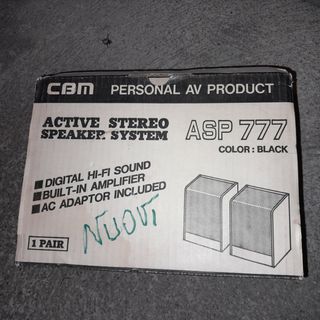 CBM PERSONAL AV PRODUCT
ACTIVE STEREO
SPEAKER. SYSTEM
ASP 777
COLOR : BLACK
■ DIGITAL HI-FI SOUND
■ BUILT-IN AMPLIFIER
■ AC ADAPTOR INCLUDED
NUOVI
1 PAIR